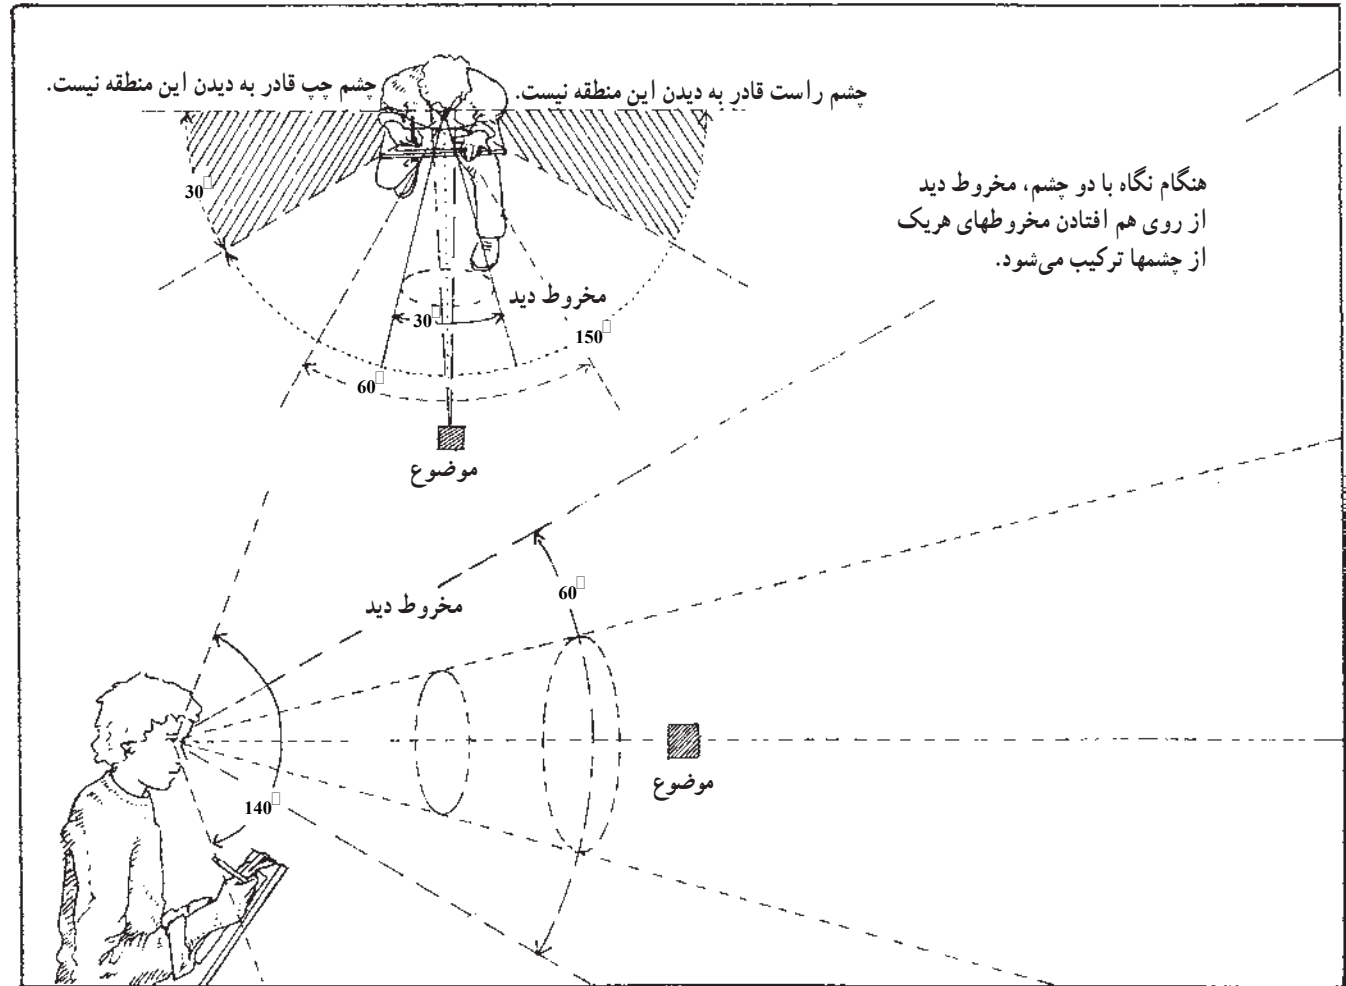 چشم راست قادر به دیدن این منطقه نیست.
چشم چپ قادر به دیدن این منطقه نیست.
هنگام نگاه با دو چشم، مخروط دید
از روی هم افتادن مخروطهای هریک
از چشمها ترکیب می‌شود.
30
مخروط دید
30
150
60
موضوع
60
مخروط دید
موضوع
140